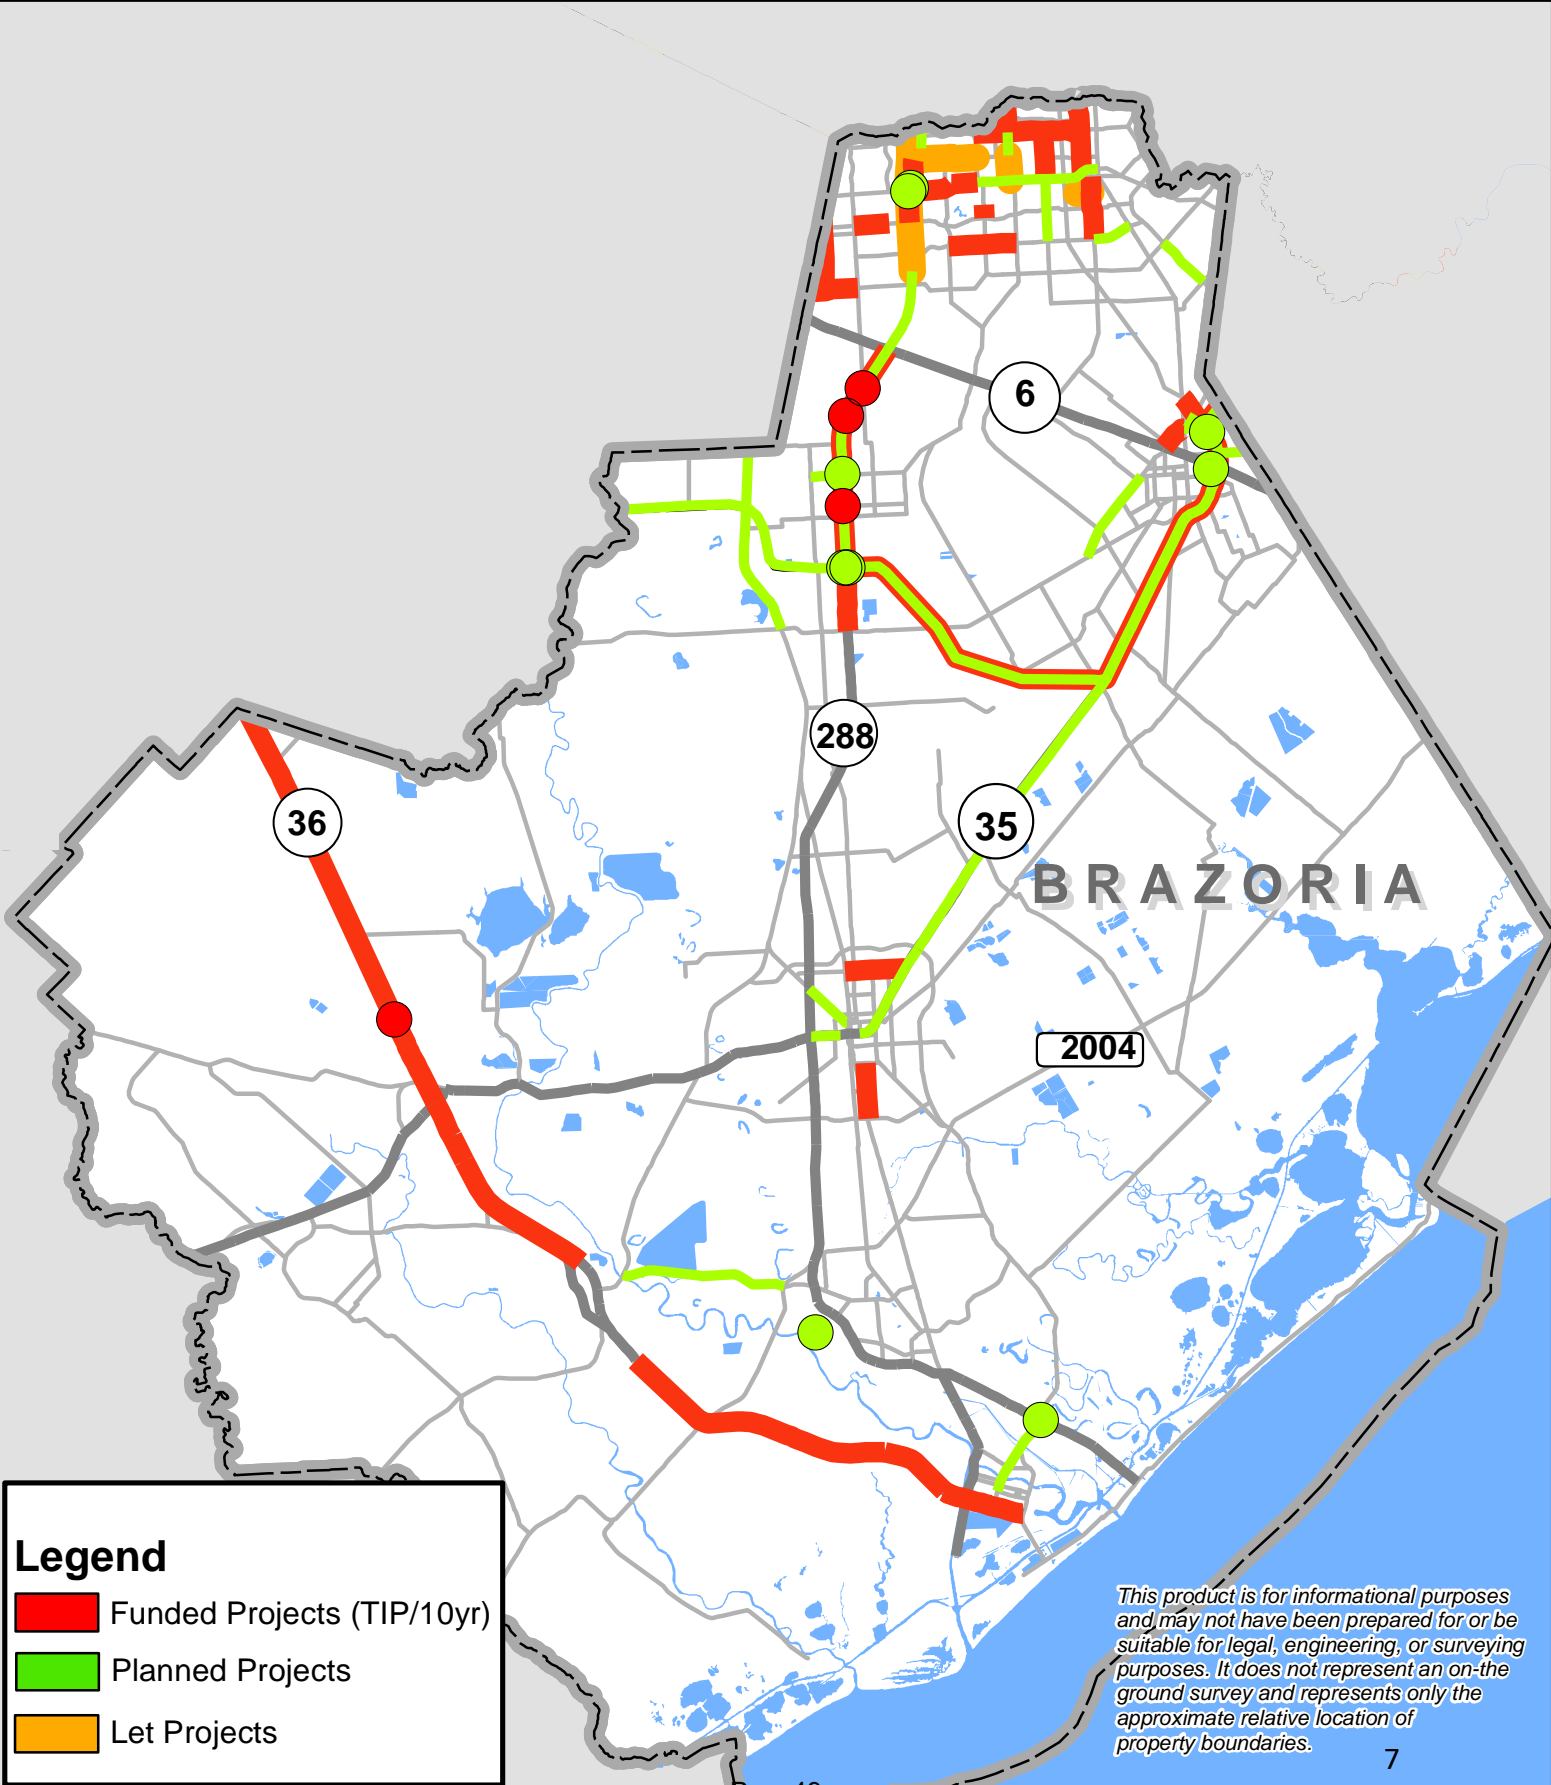 6
288
36
35
BRAZORIA
2004
Legend
Funded Projects (TIP/10yr)
Planned Projects
Let Projects
This product is for informational purposes
and may not have been prepared for or be
suitable for legal, engineering, or surveying
purposes. It does not represent an on-the
ground survey and represents only the
approximate relative location of
property boundaries.
7